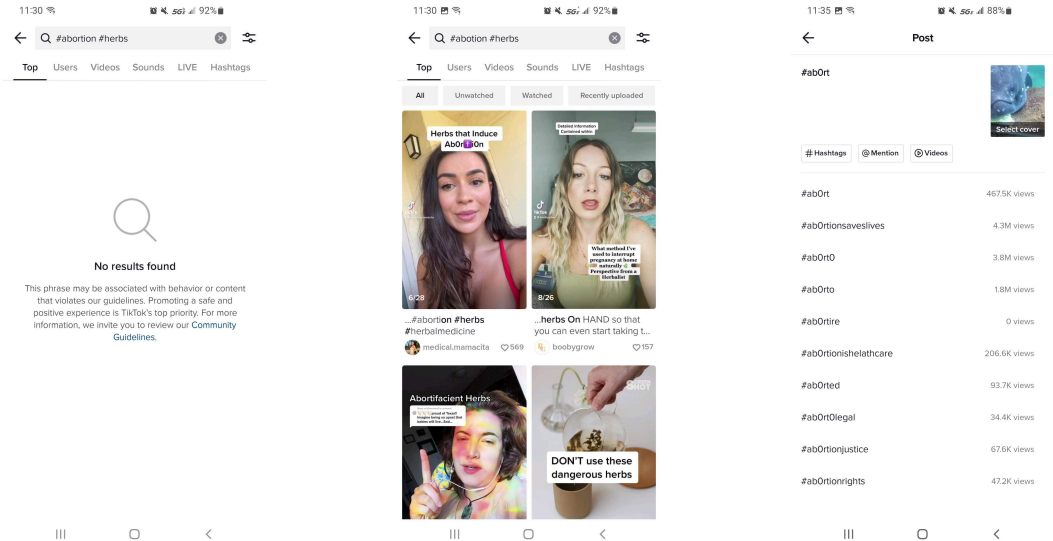 11:30
5G
92%
#abortion #herbs
Top Users Videos Sounds LIVE Hashtags
No results found
This phrase may be associated with behavior or content
that violates our guidelines. Promoting a safe and
positive experience is TikTok's top priority. For more
information, we invite you to review our Community
Guidelines.
11:30
5G
92%
#abotion #herbs
Top Users Videos Sounds LIVE Hashtags
All Unwatched Watched Recently uploaded
Herbs that Induce
Ab0r✝️i0n
TikTok
6/28
...#abortion #herbs
#herbalmedicine
medical.mamacita 569
Detailed Information
Contained within
TikTok
What method I've
used to interrupt
pregnancy at home
naturally
Perspective from a
Herbalist
8/26
...herbs On HAND so that
you can even start taking t...
boobygrow 157
Abortifacient Herbs
DON'T use these
dangerous herbs
11:35
5G
88%
Post
#ab0rt
Select cover
# Hashtags @ Mention Videos
#ab0rt 467.5K views
#ab0rtionsaveslives 4.3M views
#ab0rt0 3.8M views
#ab0rto 1.8M views
#ab0rtire 0 views
#ab0rtionishelathcare 206.6K views
#ab0rted 93.7K views
#ab0rt0legal 34.4K views
#ab0rtionjustice 67.6K views
#ab0rtionrights 47.2K views